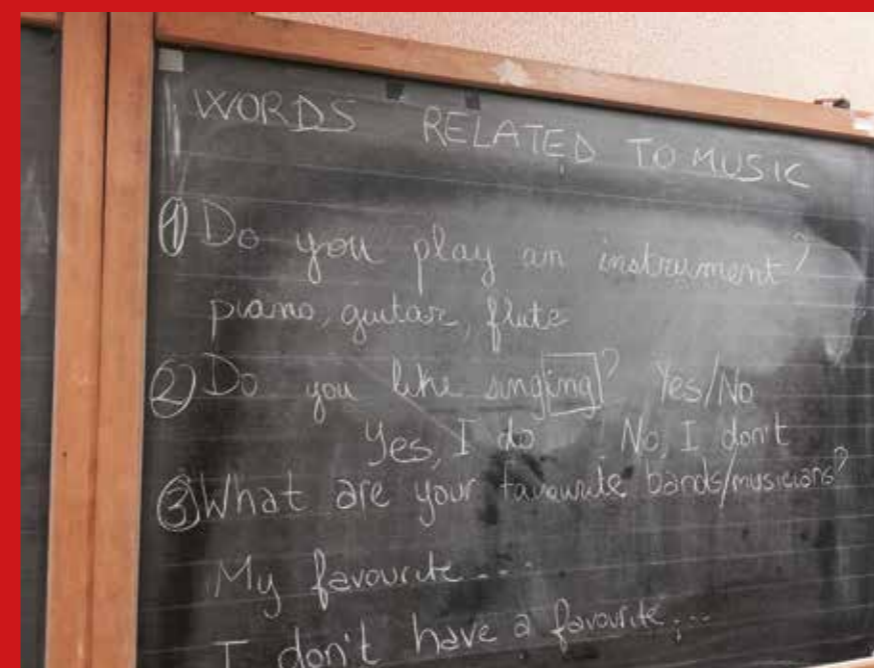 WORDS RELATED TO MUSIC
① Do you play an instrument?
piano, guitar, flute
② Do you like singing? Yes/No
Yes, I do No, I don't
③ What are your favourite bands/musicians?
My favourite...
I don't have a favourite...